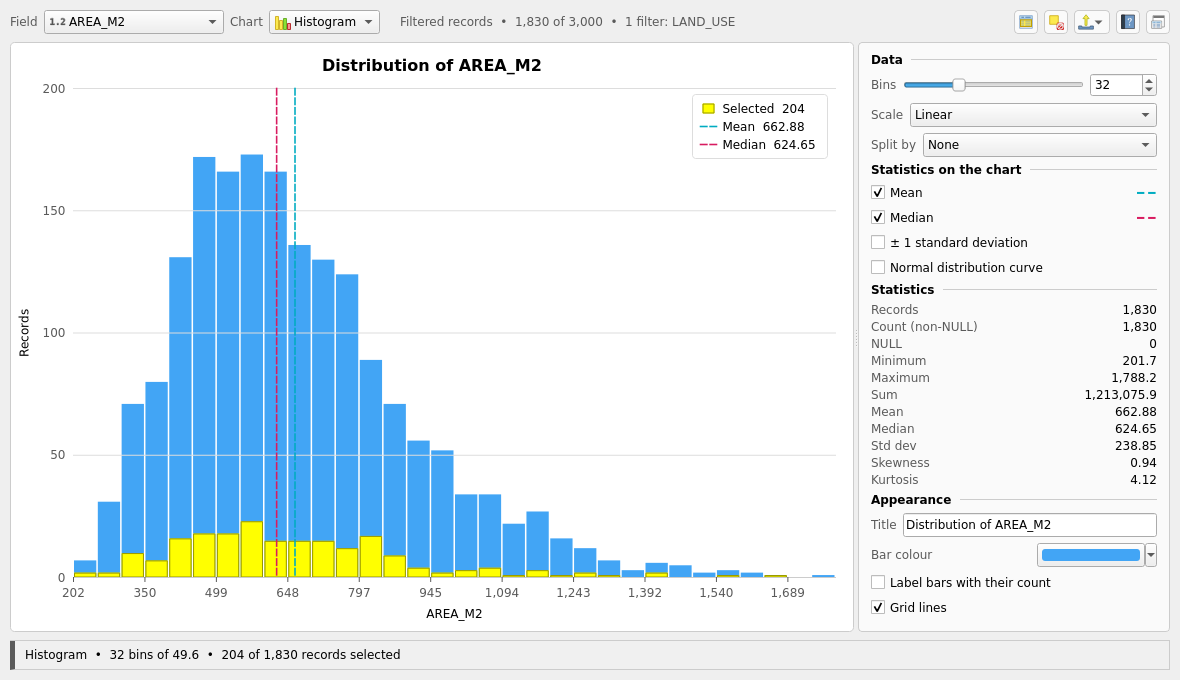 Field 1.2 AREA_M2 Chart Histogram Filtered records • 1,830 of 3,000 • 1 filter: LAND_USE
Distribution of AREA_M2
Selected 204
Mean 662.88
Median 624.65
200
150
100
50
0
Records
202 350 499 648 797 945 1,094 1,243 1,392 1,540 1,689
AREA_M2
Data
Bins 32
Scale Linear
Split by None
Statistics on the chart
Mean
Median
± 1 standard deviation
Normal distribution curve
Statistics
Records 1,830
Count (non-NULL) 1,830
NULL 0
Minimum 201.7
Maximum 1,788.2
Sum 1,213,075.9
Mean 662.88
Median 624.65
Std dev 238.85
Skewness 0.94
Kurtosis 4.12
Appearance
Title Distribution of AREA_M2
Bar colour
Label bars with their count
Grid lines
Histogram • 32 bins of 49.6 • 204 of 1,830 records selected